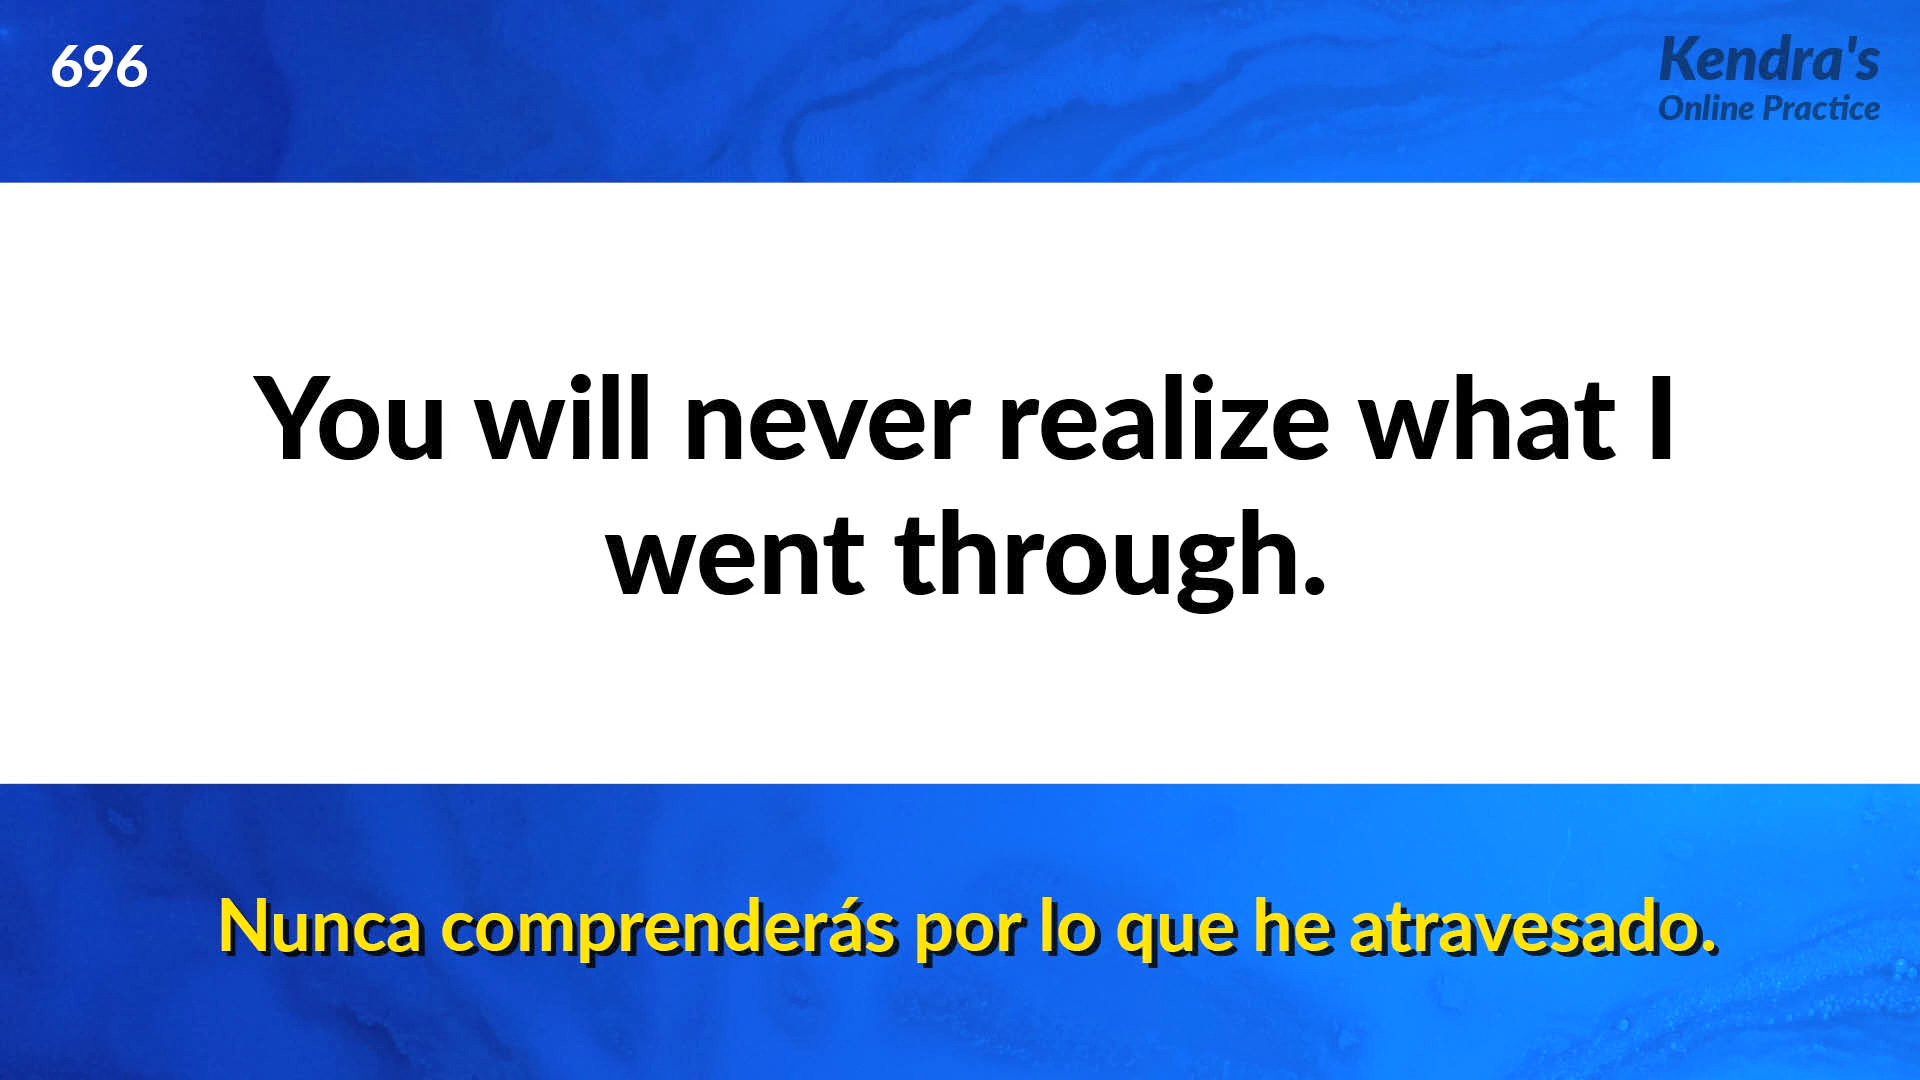 696
Kendra's
Online Practice
You will never realize what I
went through.
Nunca comprenderás por lo que he atravesado.